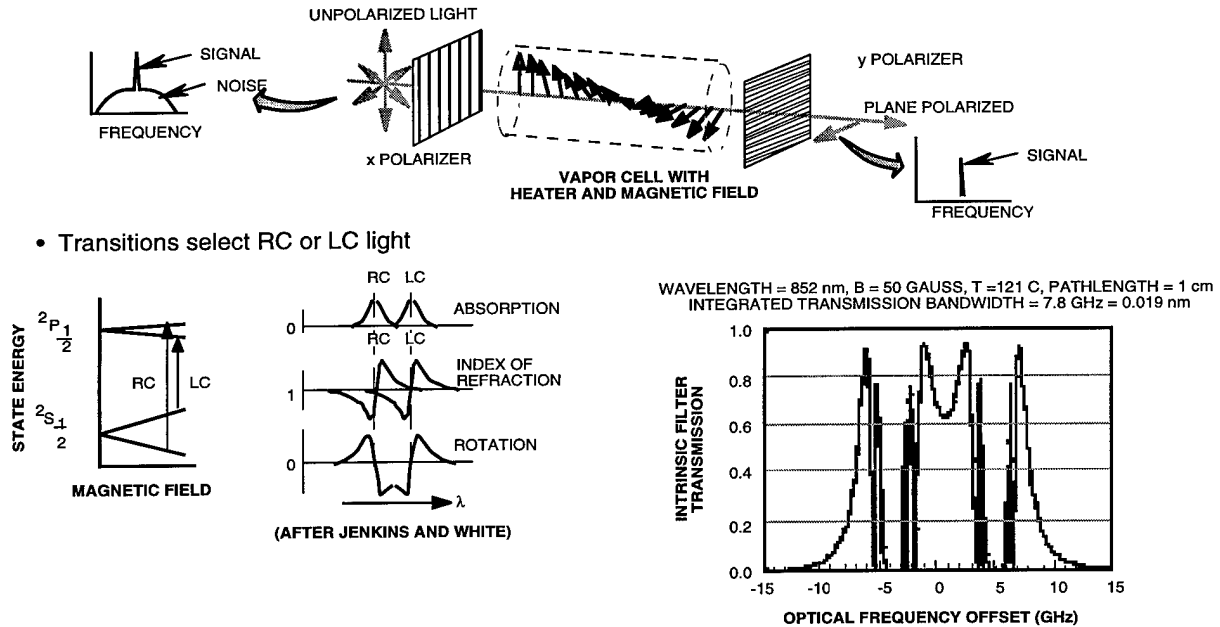 UNPOLARIZED LIGHT
SIGNAL
NOISE
FREQUENCY
x POLARIZER
VAPOR CELL WITH
HEATER AND MAGNETIC FIELD
y POLARIZER
PLANE POLARIZED
SIGNAL
FREQUENCY
• Transitions select RC or LC light
STATE ENERGY
²P 1/2
²S 1/2
RC
LC
MAGNETIC FIELD
RC LC
ABSORPTION
0
RC LC
INDEX OF
REFRACTION
1
ROTATION
0
λ
(AFTER JENKINS AND WHITE)
WAVELENGTH = 852 nm, B = 50 GAUSS, T =121 C, PATHLENGTH = 1 cm
INTEGRATED TRANSMISSION BANDWIDTH = 7.8 GHz = 0.019 nm
INTRINSIC FILTER
TRANSMISSION
1.0
0.8
0.6
0.4
0.2
0.0
-15 -10 -5 0 5 10 15
OPTICAL FREQUENCY OFFSET (GHz)